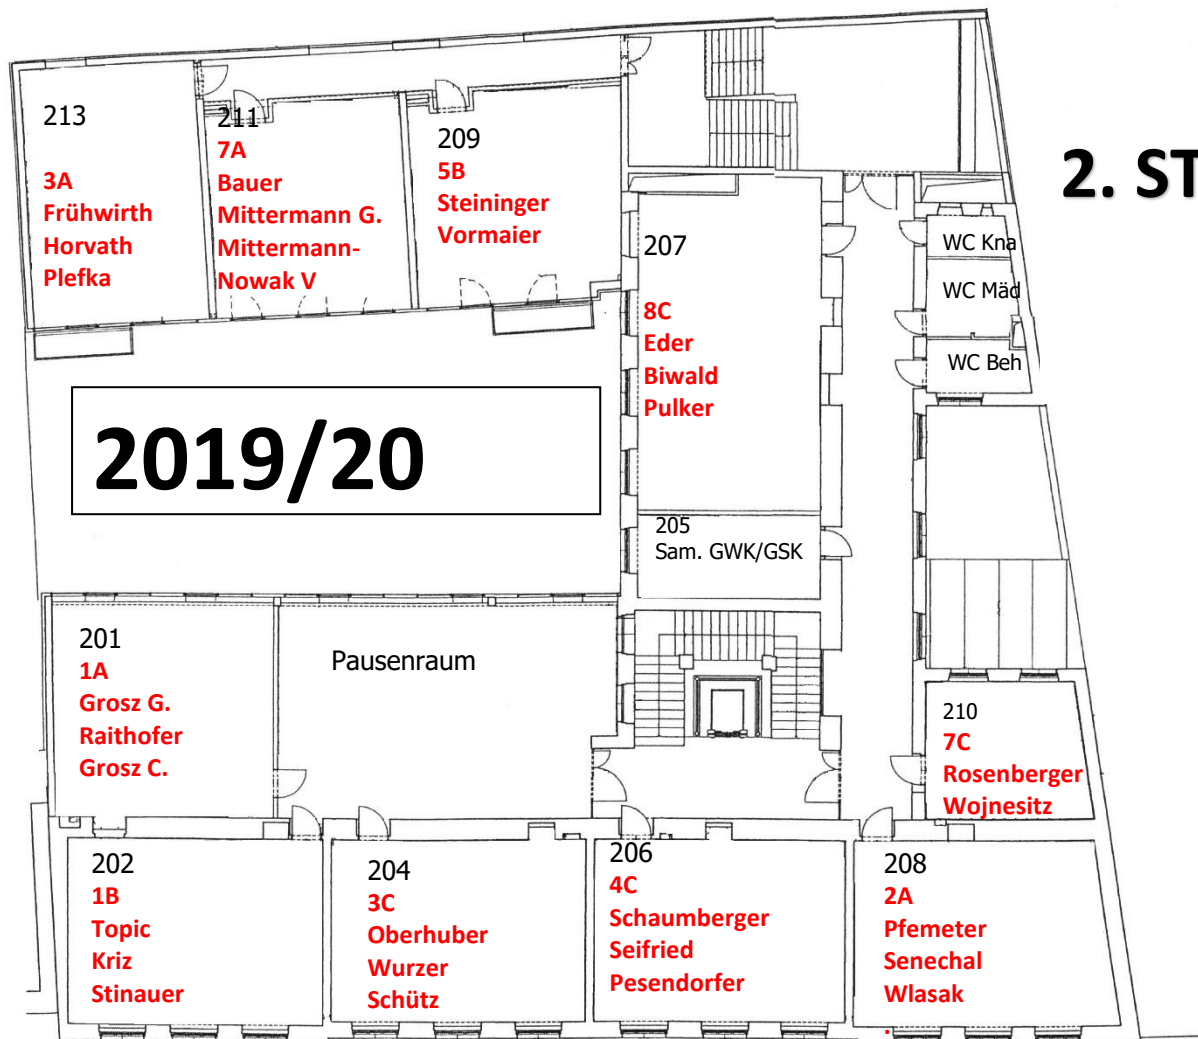 2. ST
213
3A
Frühwirth
Horvath
Plefka
211
7A
Bauer
Mittermann G.
Mittermann-
Nowak V
209
5B
Steininger
Vormaier
207
8C
Eder
Biwald
Pulker
WC Kna
WC Mäd
WC Beh
2019/20
205
Sam. GWK/GSK
201
1A
Grosz G.
Raithofer
Grosz C.
Pausenraum
210
7C
Rosenberger
Wojnesitz
202
1B
Topic
Kriz
Stinauer
204
3C
Oberhuber
Wurzer
Schütz
206
4C
Schaumberger
Seifried
Pesendorfer
208
2A
Pfemeter
Senechal
Wlasak
.